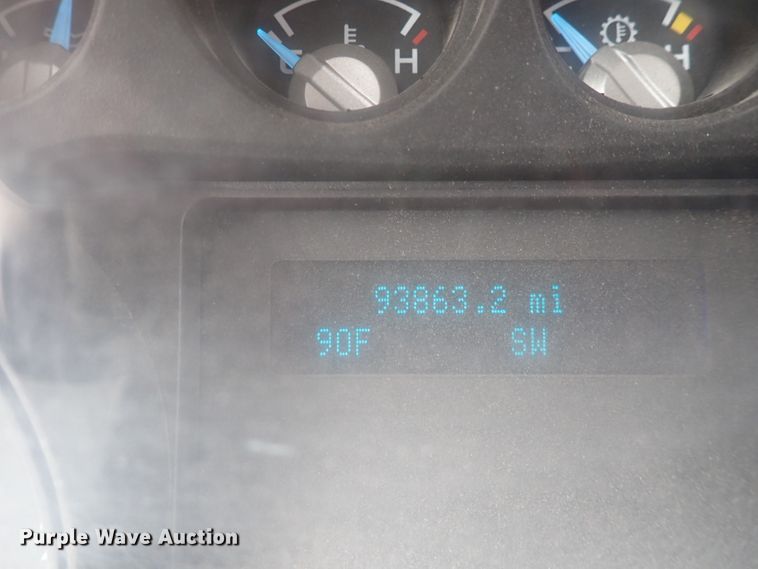 C H H
93863.2 mi
90F SW
Purple Wave Auction